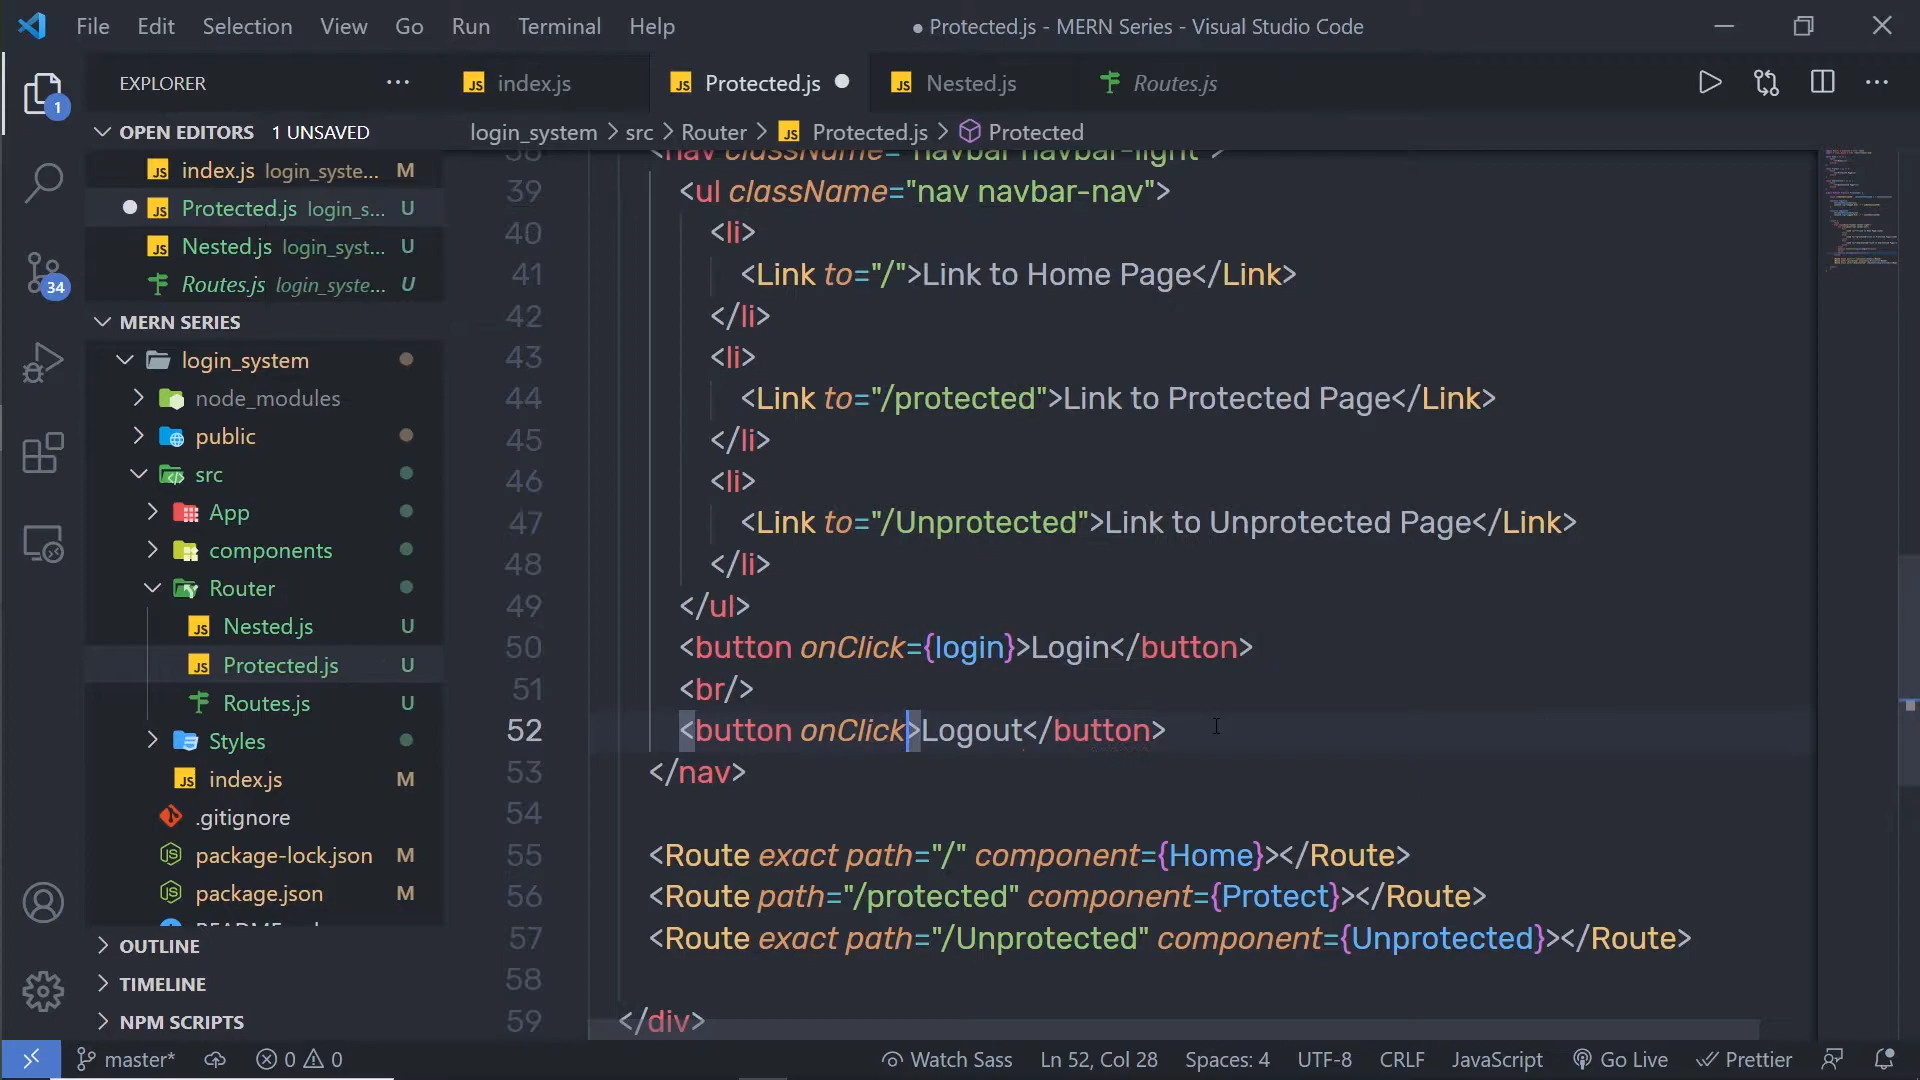 File Edit Selection View Go Run Terminal Help
● Protected.js - MERN Series - Visual Studio Code
EXPLORER
index.js
Protected.js
Nested.js
Routes.js
OPEN EDITORS 1 UNSAVED
login_system > src > Router > Protected.js > Protected
index.js login_syste... M
Protected.js login_s... U
Nested.js login_syst... U
Routes.js login_syste... U
MERN SERIES
login_system
node_modules
public
src
App
components
Router
Nested.js U
Protected.js U
Routes.js U
Styles
index.js M
.gitignore
package-lock.json M
package.json M
OUTLINE
TIMELINE
NPM SCRIPTS
1
34
38 <nav className="navbar navbar-light">
39 <ul className="nav navbar-nav">
40 <li>
41 <Link to="/">Link to Home Page</Link>
42 </li>
43 <li>
44 <Link to="/protected">Link to Protected Page</Link>
45 </li>
46 <li>
47 <Link to="/Unprotected">Link to Unprotected Page</Link>
48 </li>
49 </ul>
50 <button onClick={login}>Login</button>
51 <br/>
52 <button onClick>Logout</button>
53 </nav>
54
55 <Route exact path="/" component={Home}></Route>
56 <Route path="/protected" component={Protect}></Route>
57 <Route exact path="/Unprotected" component={Unprotected}></Route>
58
59 </div>
master* 0 0 Watch Sass Ln 52, Col 28 Spaces: 4 UTF-8 CRLF JavaScript Go Live Prettier